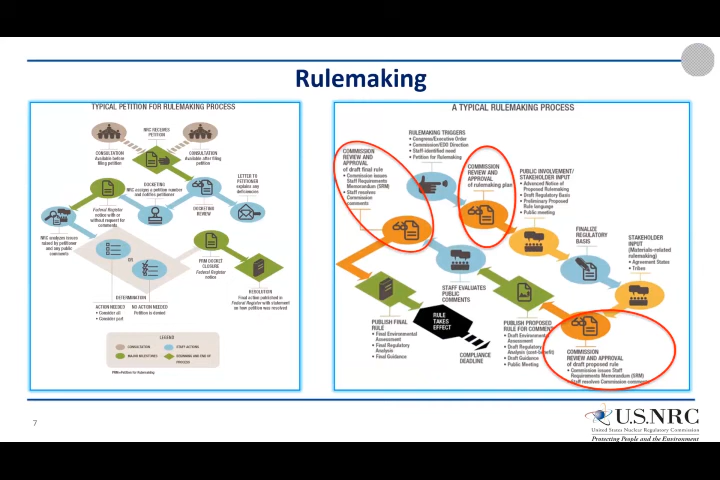 Rulemaking
TYPICAL PETITION FOR RULEMAKING PROCESS
NRC RECEIVES
PETITION
CONSULTATION
Available before
filing petition
CONSULTATION
Available after filing
petition
DOCKETING
NRC assigns a petition number
and notifies petitioner
LETTER TO
PETITIONER
explains any
deficiencies
Federal Register
notice with or
without request for
comments
DOCKETING
REVIEW
NRC analyzes issues
raised by petitioner
and any public
comments
OR
PRM DOCKET
CLOSURE
Federal Register
notice
DETERMINATION
ACTION NEEDED
• Consider all
• Consider part
NO ACTION NEEDED
Petition is denied
RESOLUTION
Final action published in
Federal Register with statement
on how petition was resolved
LEGEND
CONSULTATION
STAFF ACTIONS
MAJOR MILESTONES
BEGINNING AND END OF
PROCESS
PRM=Petition for Rulemaking
A TYPICAL RULEMAKING PROCESS
RULEMAKING TRIGGERS
• Congress/Executive Order
• Commission/EDO Direction
• Staff-identified need
• Petition for Rulemaking
COMMISSION
REVIEW AND
APPROVAL
of draft final rule
• Commission issues
Staff Requirements
Memorandum (SRM)
• Staff resolves
Commission
comments
COMMISSION
REVIEW AND
APPROVAL
of rulemaking plan
PUBLIC INVOLVEMENT/
STAKEHOLDER INPUT
• Advanced Notice of
Proposed Rulemaking
• Draft Regulatory Basis
• Preliminary Proposed
Rule language
• Public meeting
FINALIZE
REGULATORY
BASIS
STAKEHOLDER
INPUT
(Materials-related
rulemaking)
• Agreement States
• Tribes
STAFF EVALUATES
PUBLIC
COMMENTS
PUBLISH FINAL
RULE
• Final Environmental
Assessment
• Final Regulatory
Analysis
• Final Guidance
RULE
TAKES
EFFECT
COMPLIANCE
DEADLINE
PUBLISH PROPOSED
RULE FOR COMMENT
• Draft Environmental
Assessment
• Draft Regulatory
Analysis (cost-benefit)
• Draft Guidance
• Public Meeting
COMMISSION
REVIEW AND APPROVAL
of draft proposed rule
• Commission issues Staff
Requirements Memorandum (SRM)
Staff resolves Commission comments
7
U.S.NRC
United States Nuclear Regulatory Commission
Protecting People and the Environment